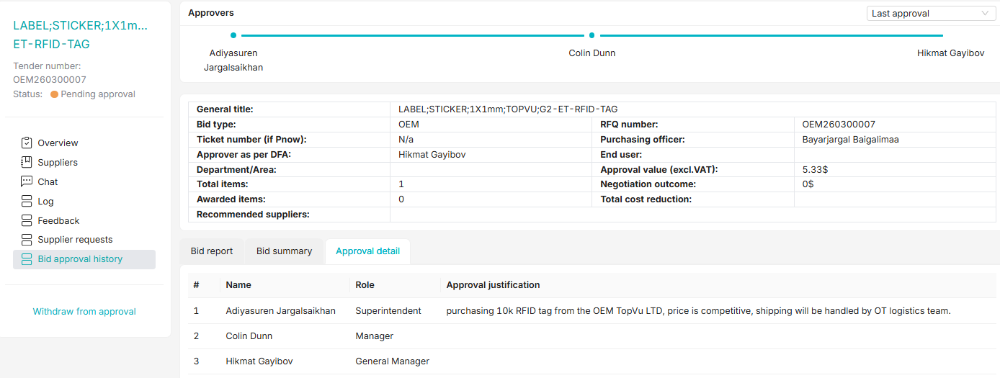 LABEL;STICKER;1X1m...
ET-RFID-TAG
Tender number:
OEM260300007
Status: Pending approval
Overview
Suppliers
Chat
Log
Feedback
Supplier requests
Bid approval history
Withdraw from approval
Approvers
Last approval
Adiyasuren
Jargalsaikhan
Colin Dunn
Hikmat Gayibov
General title: LABEL;STICKER;1X1mm;TOPVU;G2-ET-RFID-TAG
Bid type: OEM RFQ number: OEM260300007
Ticket number (if Pnow): N/a Purchasing officer: Bayarjargal Baigalimaa
Approver as per DFA: Hikmat Gayibov End user:
Department/Area: Approval value (excl.VAT): 5.33$
Total items: 1 Negotiation outcome: 0$
Awarded items: 0 Total cost reduction:
Recommended suppliers:
Bid report Bid summary Approval detail
# Name Role Approval justification
1 Adiyasuren Jargalsaikhan Superintendent purchasing 10k RFID tag from the OEM TopVu LTD, price is competitive, shipping will be handled by OT logistics team.
2 Colin Dunn Manager
3 Hikmat Gayibov General Manager